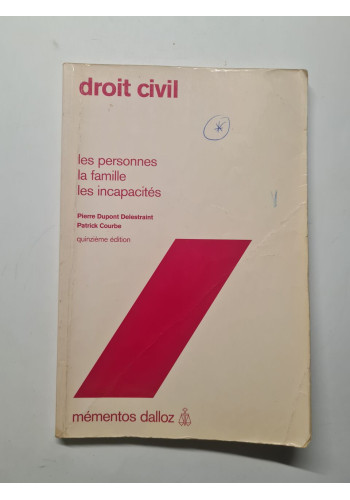 droit civil
les personnes
la famille
les incapacités
Pierre Dupont Delestraint
Patrick Courbe
quinzième édition
mémentos dalloz